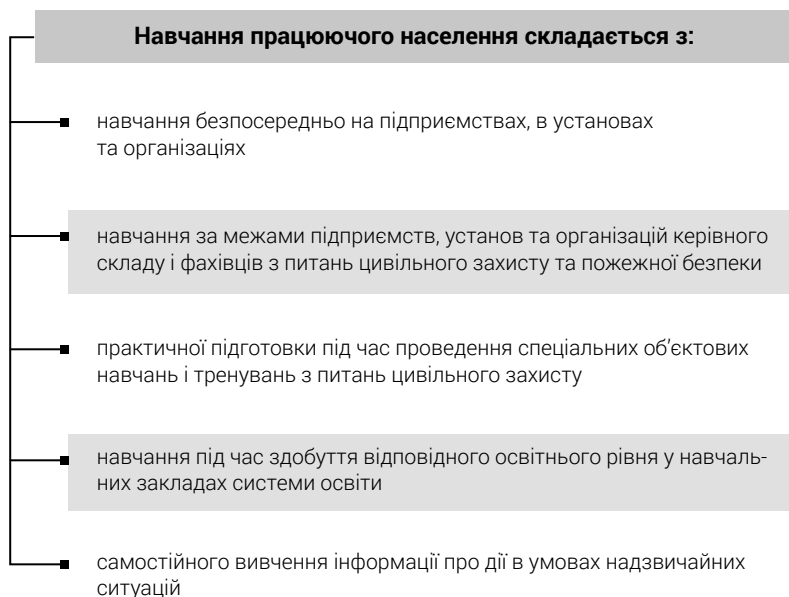 Навчання працюючого населення складається з:
навчання безпосередньо на підприємствах, в установах
та організаціях
навчання за межами підприємств, установ та організацій керівного
складу і фахівців з питань цивільного захисту та пожежної безпеки
практичної підготовки під час проведення спеціальних об’єктових
навчань і тренувань з питань цивільного захисту
навчання під час здобуття відповідного освітнього рівня у навчаль-
них закладах системи освіти
самостійного вивчення інформації про дії в умовах надзвичайних
ситуацій